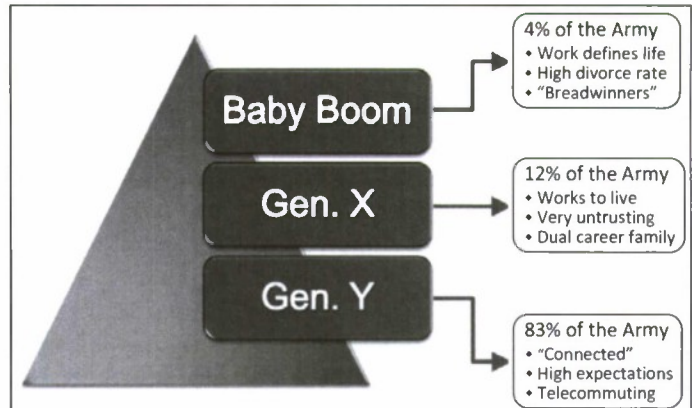 Baby Boom
4% of the Army
• Work defines life
• High divorce rate
• "Breadwinners"
Gen. X
12% of the Army
• Works to live
• Very untrusting
• Dual career family
Gen. Y
83% of the Army
• "Connected"
• High expectations
• Telecommuting